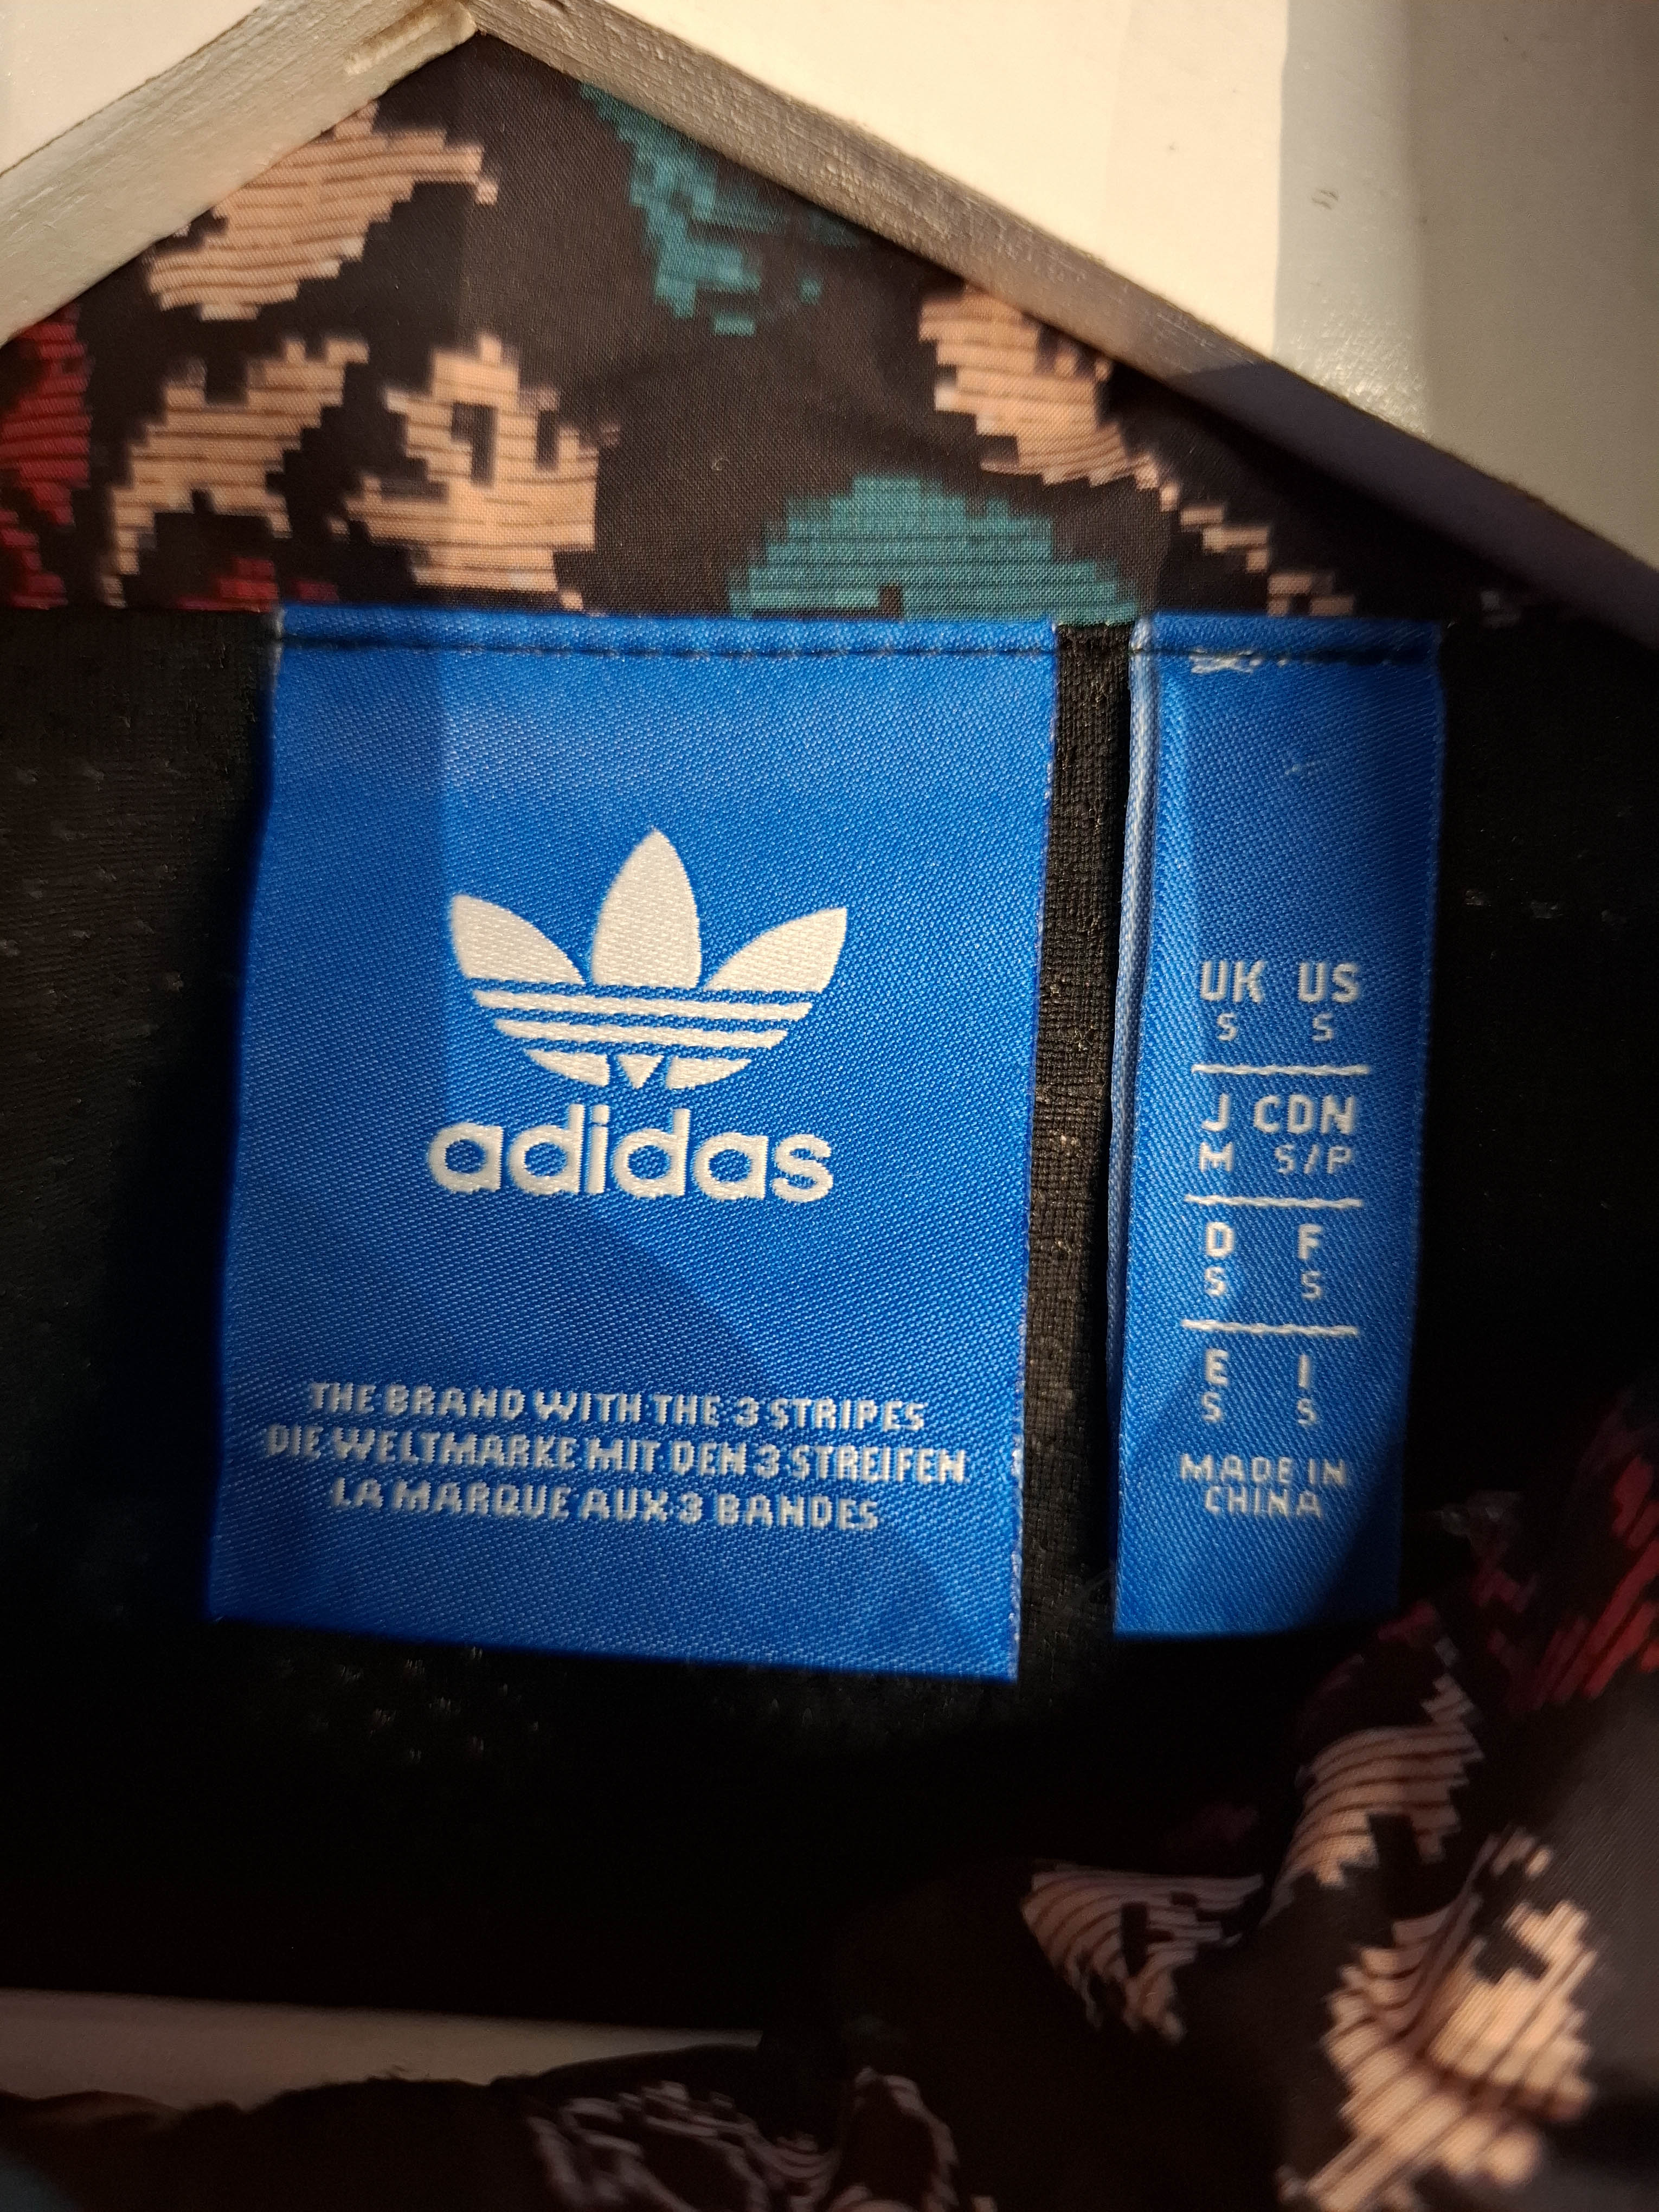 adidas
THE BRAND WITH THE 3 STRIPES
DIE WELTMARKE MIT DEN 3 STREIFEN
LA MARQUE AUX 3 BANDES
UK US
S S
J CDN
M S/P
D F
S S
E I
S S
MADE IN
CHINA